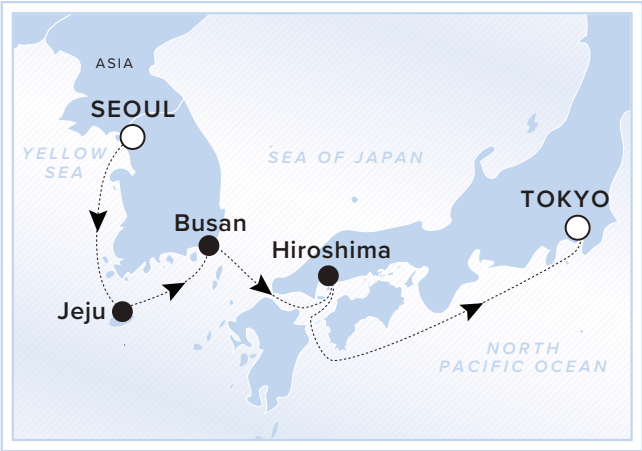 ASIA
SEOUL
YELLOW
SEA
SEA OF JAPAN
TOKYO
Busan
Hiroshima
Jeju
NORTH
PACIFIC OCEAN